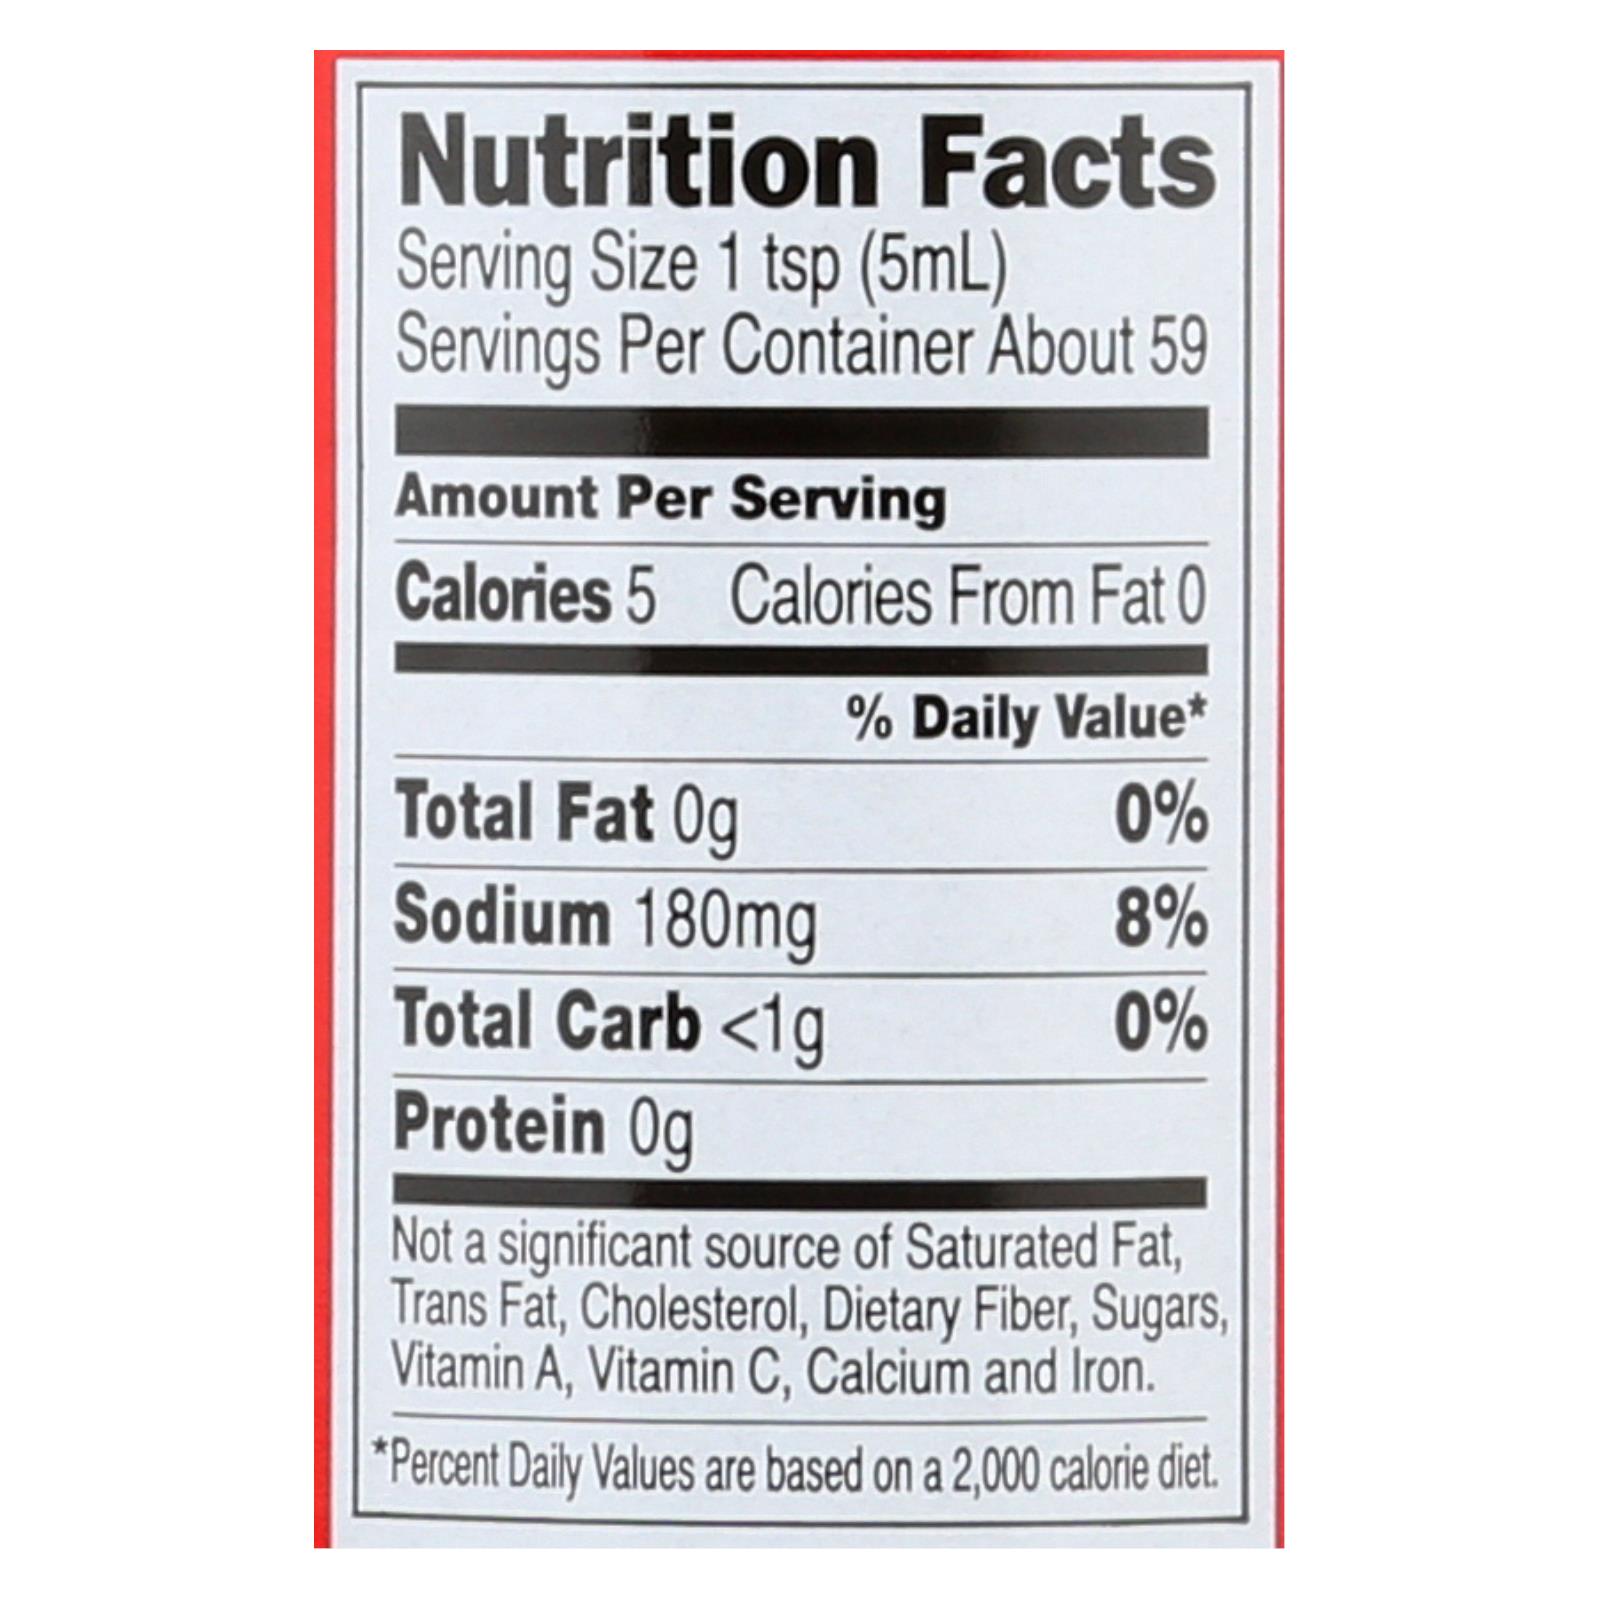 Nutrition Facts
Serving Size 1 tsp (5mL)
Servings Per Container About 59
Amount Per Serving
Calories 5 Calories From Fat 0
% Daily Value*
Total Fat 0g 0%
Sodium 180mg 8%
Total Carb <1g 0%
Protein 0g
Not a significant source of Saturated Fat,
Trans Fat, Cholesterol, Dietary Fiber, Sugars,
Vitamin A, Vitamin C, Calcium and Iron.
*Percent Daily Values are based on a 2,000 calorie diet.